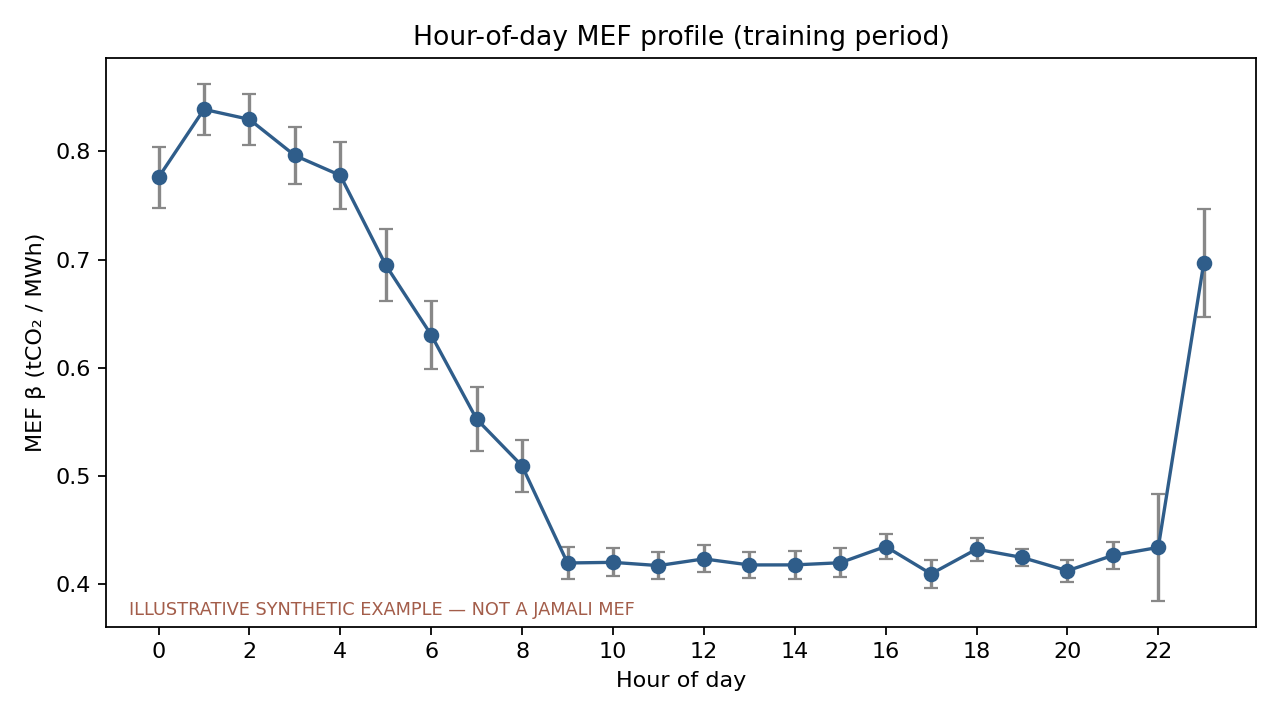 Hour-of-day MEF profile (training period)
MEF β (tCO₂ / MWh)
0.8
0.7
0.6
0.5
0.4
ILLUSTRATIVE SYNTHETIC EXAMPLE — NOT A JAMALI MEF
0 2 4 6 8 10 12 14 16 18 20 22
Hour of day